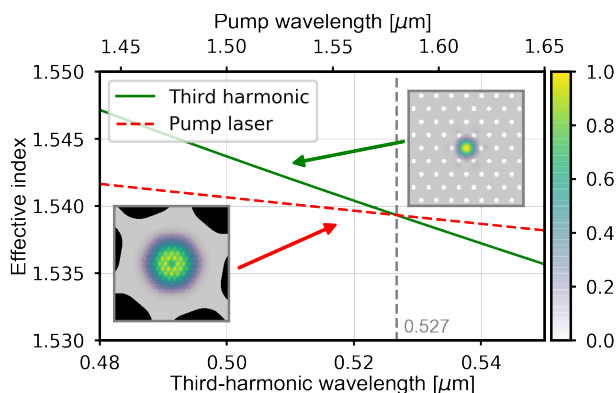 Pump wavelength [μm]
1.45 1.50 1.55 1.60 1.65
1.550
1.545
1.540
1.535
1.530
Effective index
Third harmonic
Pump laser
0.527
1.0
0.8
0.6
0.4
0.2
0.0
0.48 0.50 0.52 0.54
Third-harmonic wavelength [μm]